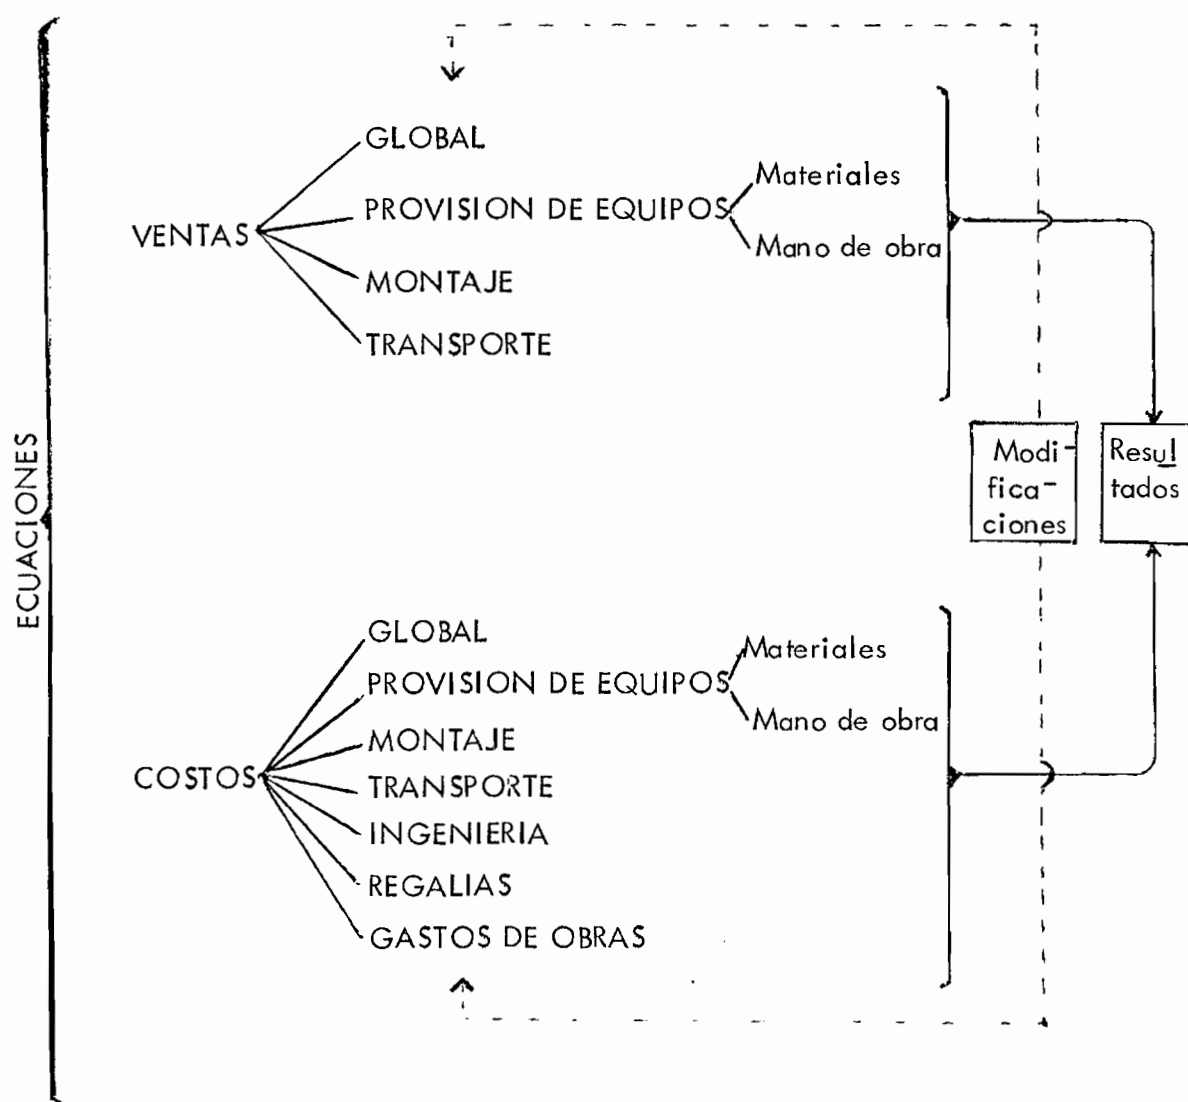 ECUACIONES
VENTAS
GLOBAL
PROVISION DE EQUIPOS
Materiales
Mano de obra
MONTAJE
TRANSPORTE
Modi-
fica-
ciones
Resul
tados
COSTOS
GLOBAL
PROVISION DE EQUIPOS
Materiales
Mano de obra
MONTAJE
TRANSPORTE
INGENIERIA
REGALIAS
GASTOS DE OBRAS